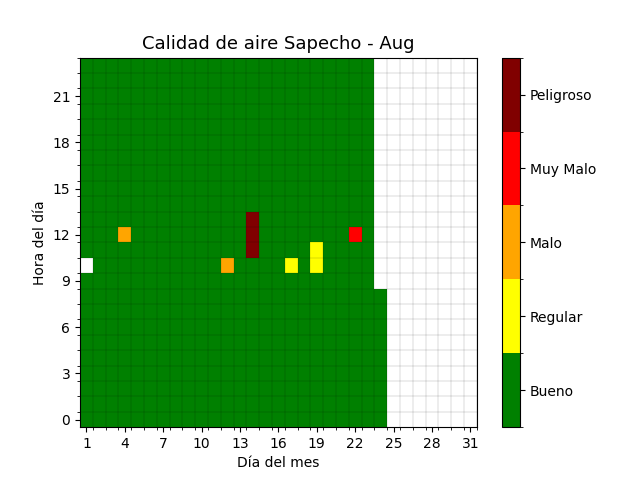 Calidad de aire Sapecho - Aug
21
18
15
12
9
6
3
0
Hora del día
1 4 7 10 13 16 19 22 25 28 31
Día del mes
Peligroso
Muy Malo
Malo
Regular
Bueno